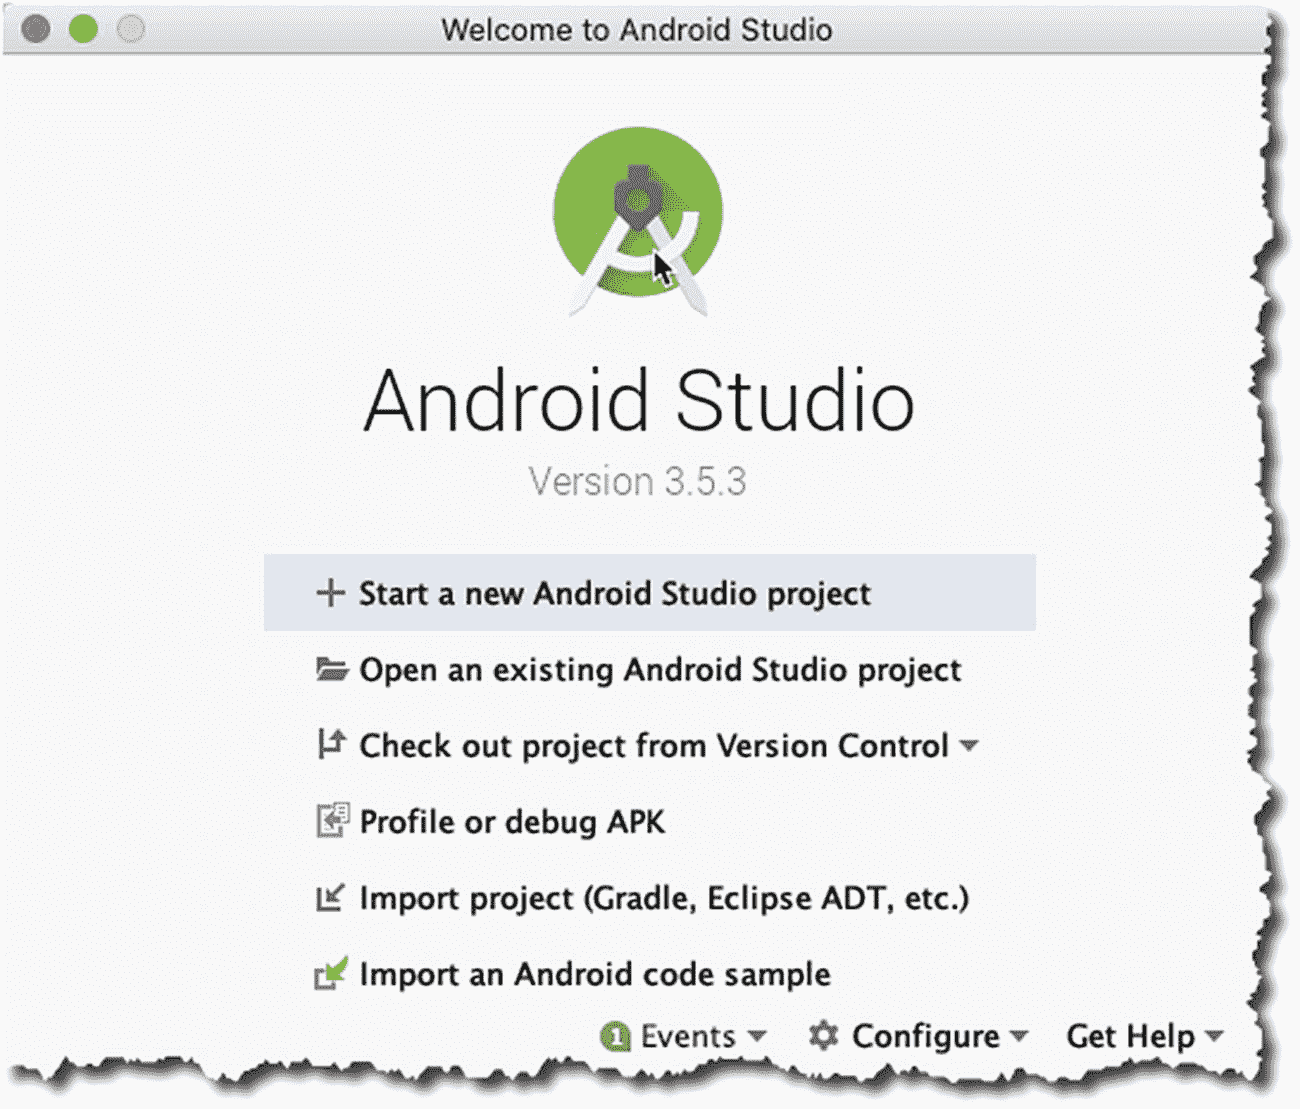 Welcome to Android Studio
Android Studio
Version 3.5.3
Start a new Android Studio project
Open an existing Android Studio project
Check out project from Version Control
Profile or debug APK
Import project (Gradle, Eclipse ADT, etc.)
Import an Android code sample
1 Events Configure Get Help